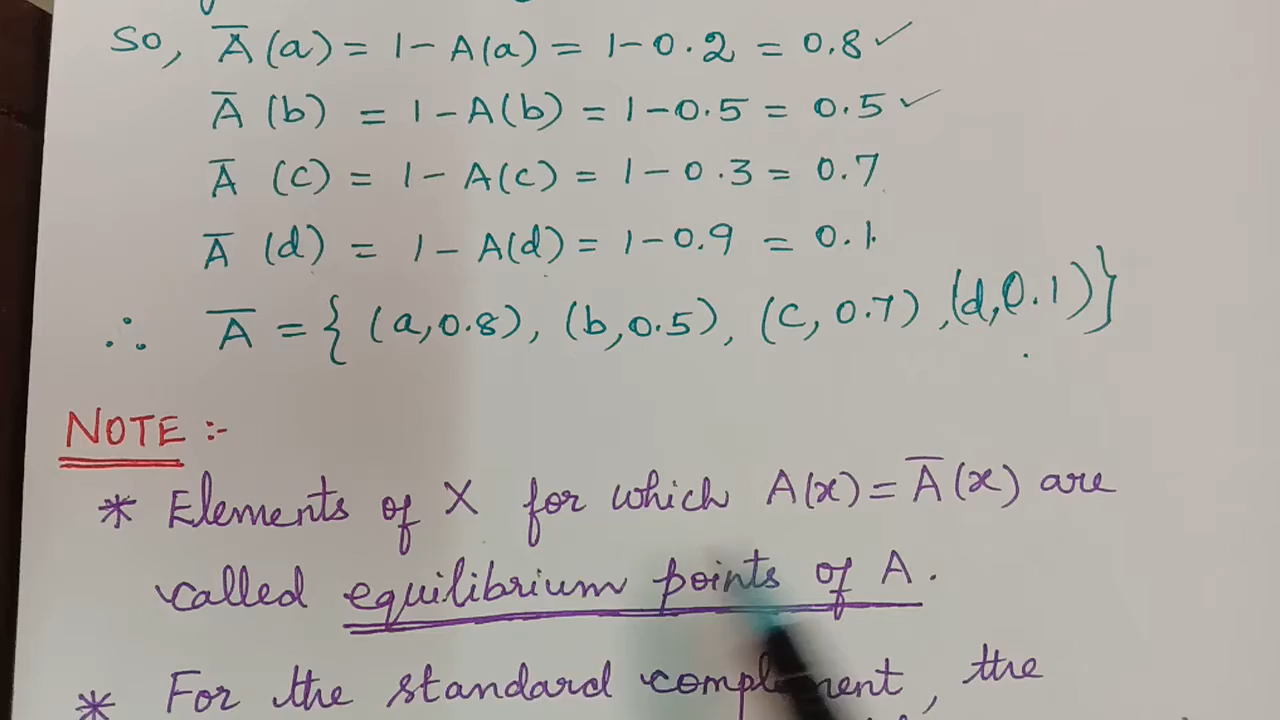 So, A̅ (a) = 1 - A(a) = 1 - 0.2 = 0.8 ✓
A̅ (b) = 1 - A(b) = 1 - 0.5 = 0.5 ✓
A̅ (c) = 1 - A(c) = 1 - 0.3 = 0.7
A̅ (d) = 1 - A(d) = 1 - 0.9 = 0.1
∴ A̅ = { (a, 0.8), (b, 0.5), (c, 0.7), (d, 0.1) }
NOTE :-
* Elements of X for which A(x) = A̅(x) are
called equilibrium points of A.
* For the standard complement, the